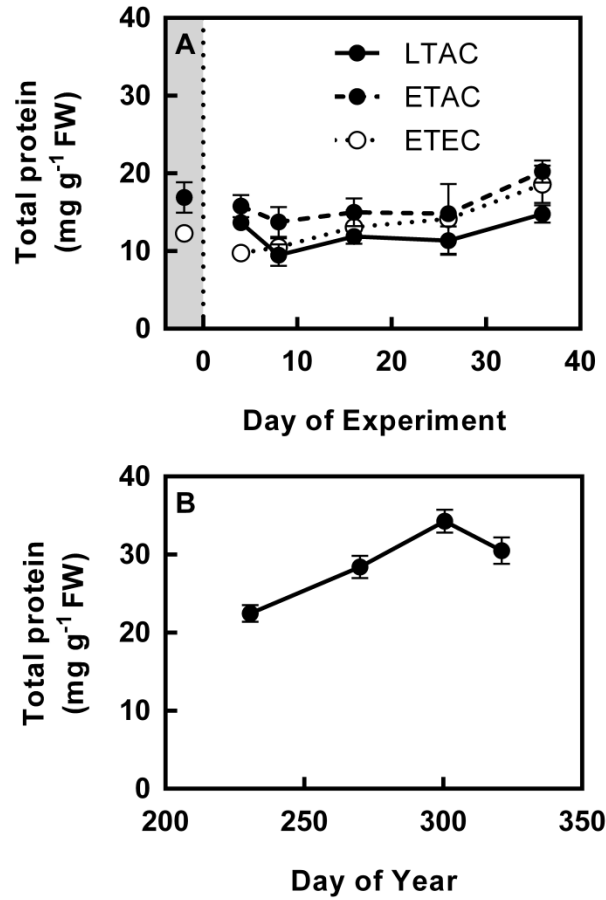 A
LTAC
ETAC
ETEC
40
30
20
10
0
Total protein
(mg g⁻¹ FW)
0 10 20 30 40
Day of Experiment
B
40
30
20
10
0
Total protein
(mg g⁻¹ FW)
200 250 300 350
Day of Year